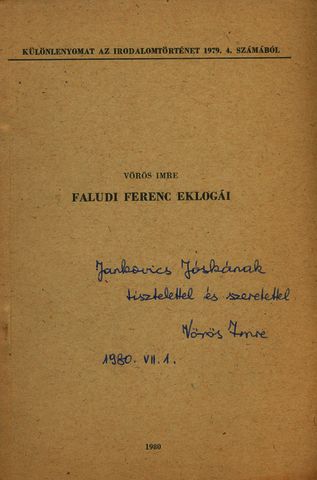 KÜLÖNLENYOMAT AZ IRODALOMTÖRTÉNET 1979. 4. SZÁMÁBÓL
VÖRÖS IMRE
FALUDI FERENC EKLOGÁI
Jankovics Jóskának
tisztelettel és szeretettel
Vörös Imre
1980. VII. 1.
1980